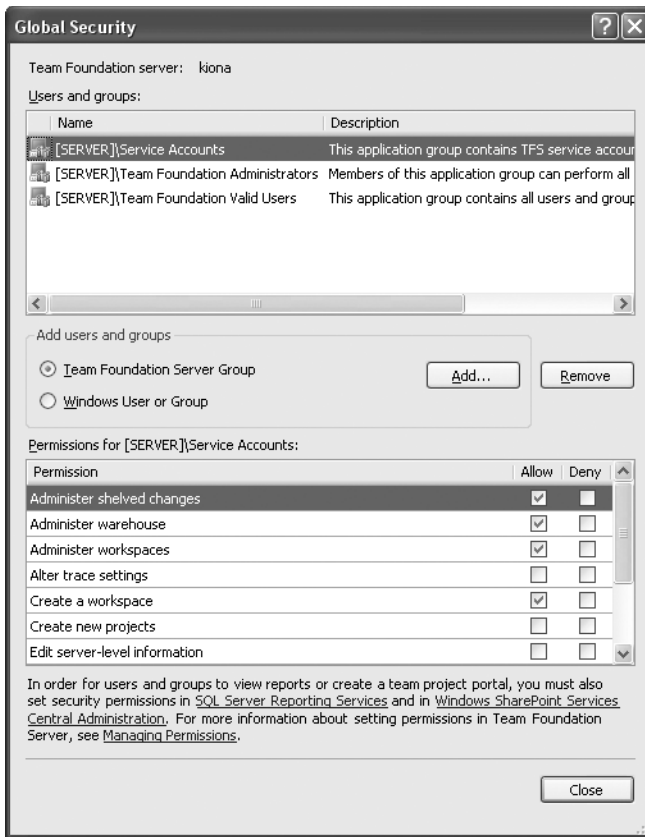 Global Security
Team Foundation server: kiona
Users and groups:
Name Description
[SERVER]\Service Accounts This application group contains TFS service accour
[SERVER]\Team Foundation Administrators Members of this application group can perform all
[SERVER]\Team Foundation Valid Users This application group contains all users and group
Add users and groups
Team Foundation Server Group
Add... Remove
Windows User or Group
Permissions for [SERVER]\Service Accounts:
Permission Allow Deny
Administer shelved changes
Administer warehouse
Administer workspaces
Alter trace settings
Create a workspace
Create new projects
Edit server-level information
In order for users and groups to view reports or create a team project portal, you must also
set security permissions in SQL Server Reporting Services and in Windows SharePoint Services
Central Administration. For more information about setting permissions in Team Foundation
Server, see Managing Permissions.
Close